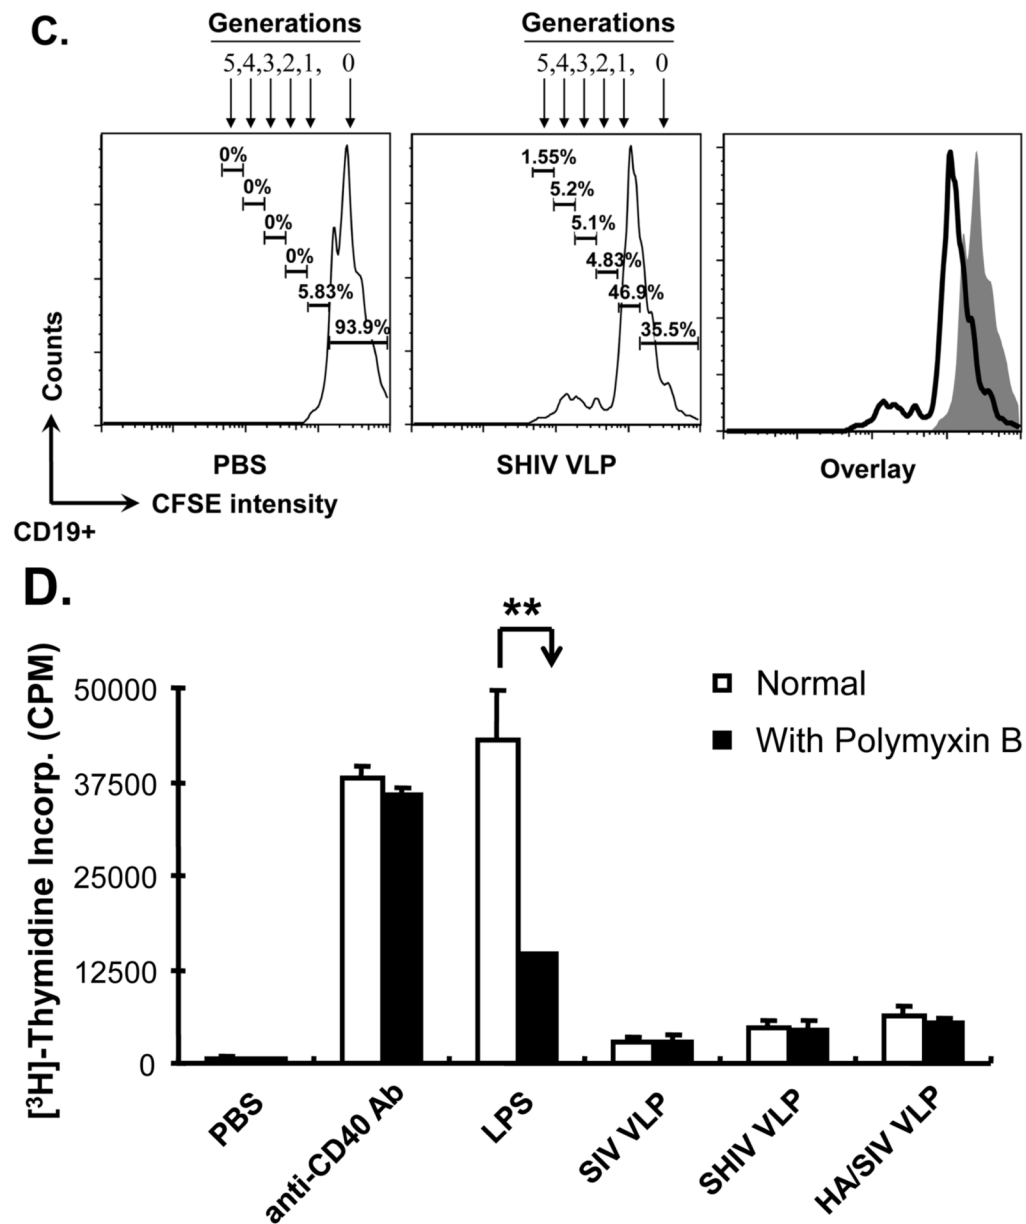 C.
Generations Generations
5,4,3,2,1, 0 5,4,3,2,1, 0
0% 1.55%
0% 5.2%
0% 5.1%
0% 4.83%
5.83% 46.9%
93.9% 35.5%
Counts
PBS SHIV VLP Overlay
CFSE intensity
CD19+
D.
**
[³H]-Thymidine Incorp. (CPM)
50000
37500
25000
12500
0
Normal
With Polymyxin B
PBS
anti-CD40 Ab
LPS
SIV VLP
SHIV VLP
HA/SIV VLP